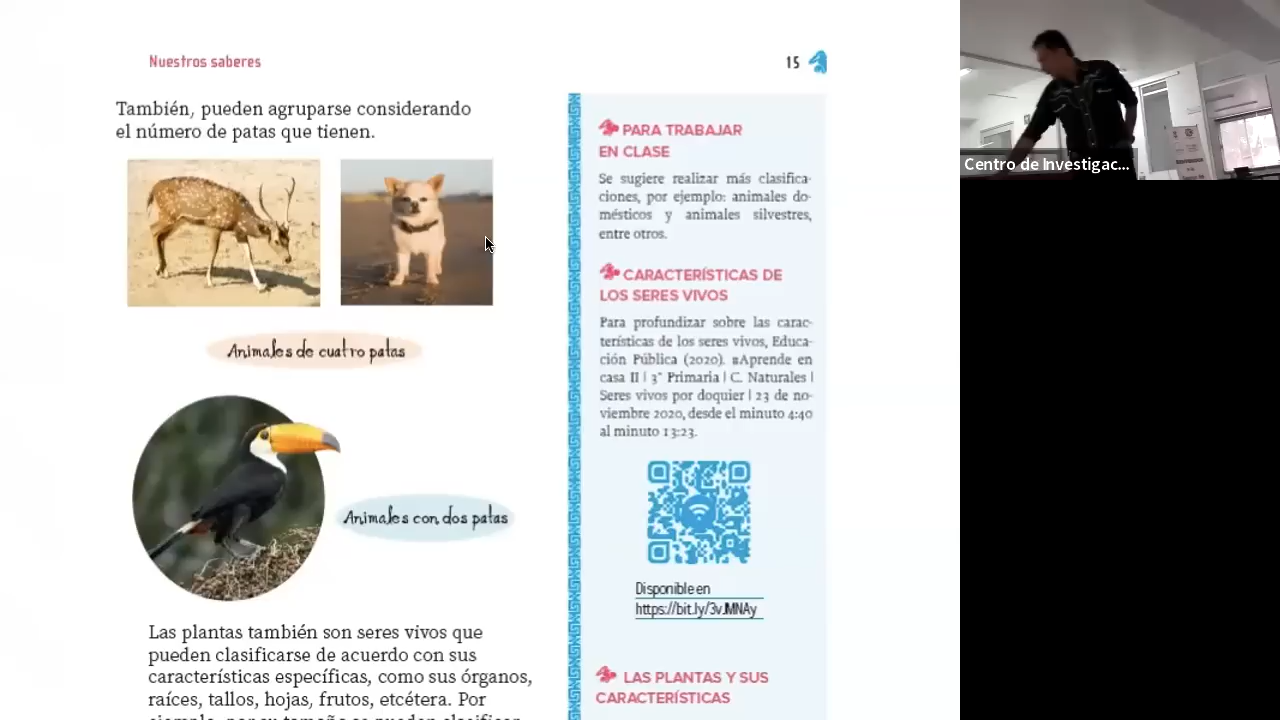 Nuestros saberes
15
También, pueden agruparse considerando
el número de patas que tienen.
Animales de cuatro patas
Animales con dos patas
Las plantas también son seres vivos que
pueden clasificarse de acuerdo con sus
características específicas, como sus órganos,
raíces, tallos, hojas, frutos, etcétera. Por
PARA TRABAJAR
EN CLASE
Se sugiere realizar más clasifica-
ciones, por ejemplo: animales do-
mésticos y animales silvestres,
entre otros.
CARACTERÍSTICAS DE
LOS SERES VIVOS
Para profundizar sobre las carac-
terísticas de los seres vivos, Educa-
ción Pública (2020). #Aprende en
casa II | 3° Primaria | C. Naturales |
Seres vivos por doquier | 23 de no-
viembre 2020, desde el minuto 4:40
al minuto 13:23.
Disponible en
https://bit.ly/3vJMNAy
LAS PLANTAS Y SUS
CARACTERÍSTICAS
Centro de Investigac...